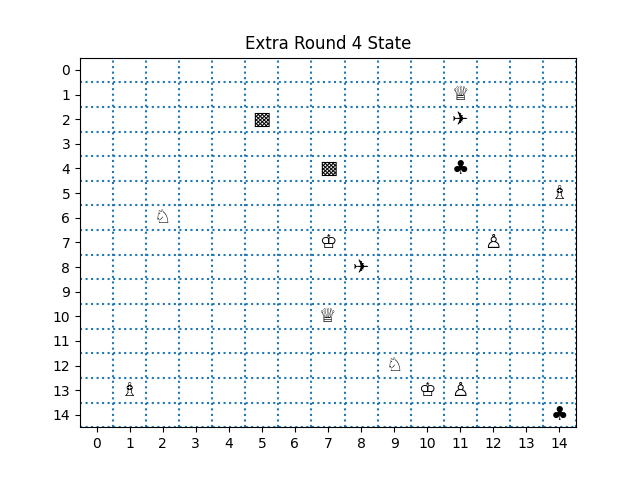 Extra Round 4 State
0
1 ♕
2 ▩ ✈
3
4 ▩ ♣
5 ♗
6 ♘
7 ♔ ♙
8 ✈
9
10 ♕
11
12 ♘
13 ♗ ♔ ♙
14 ♣
0 1 2 3 4 5 6 7 8 9 10 11 12 13 14